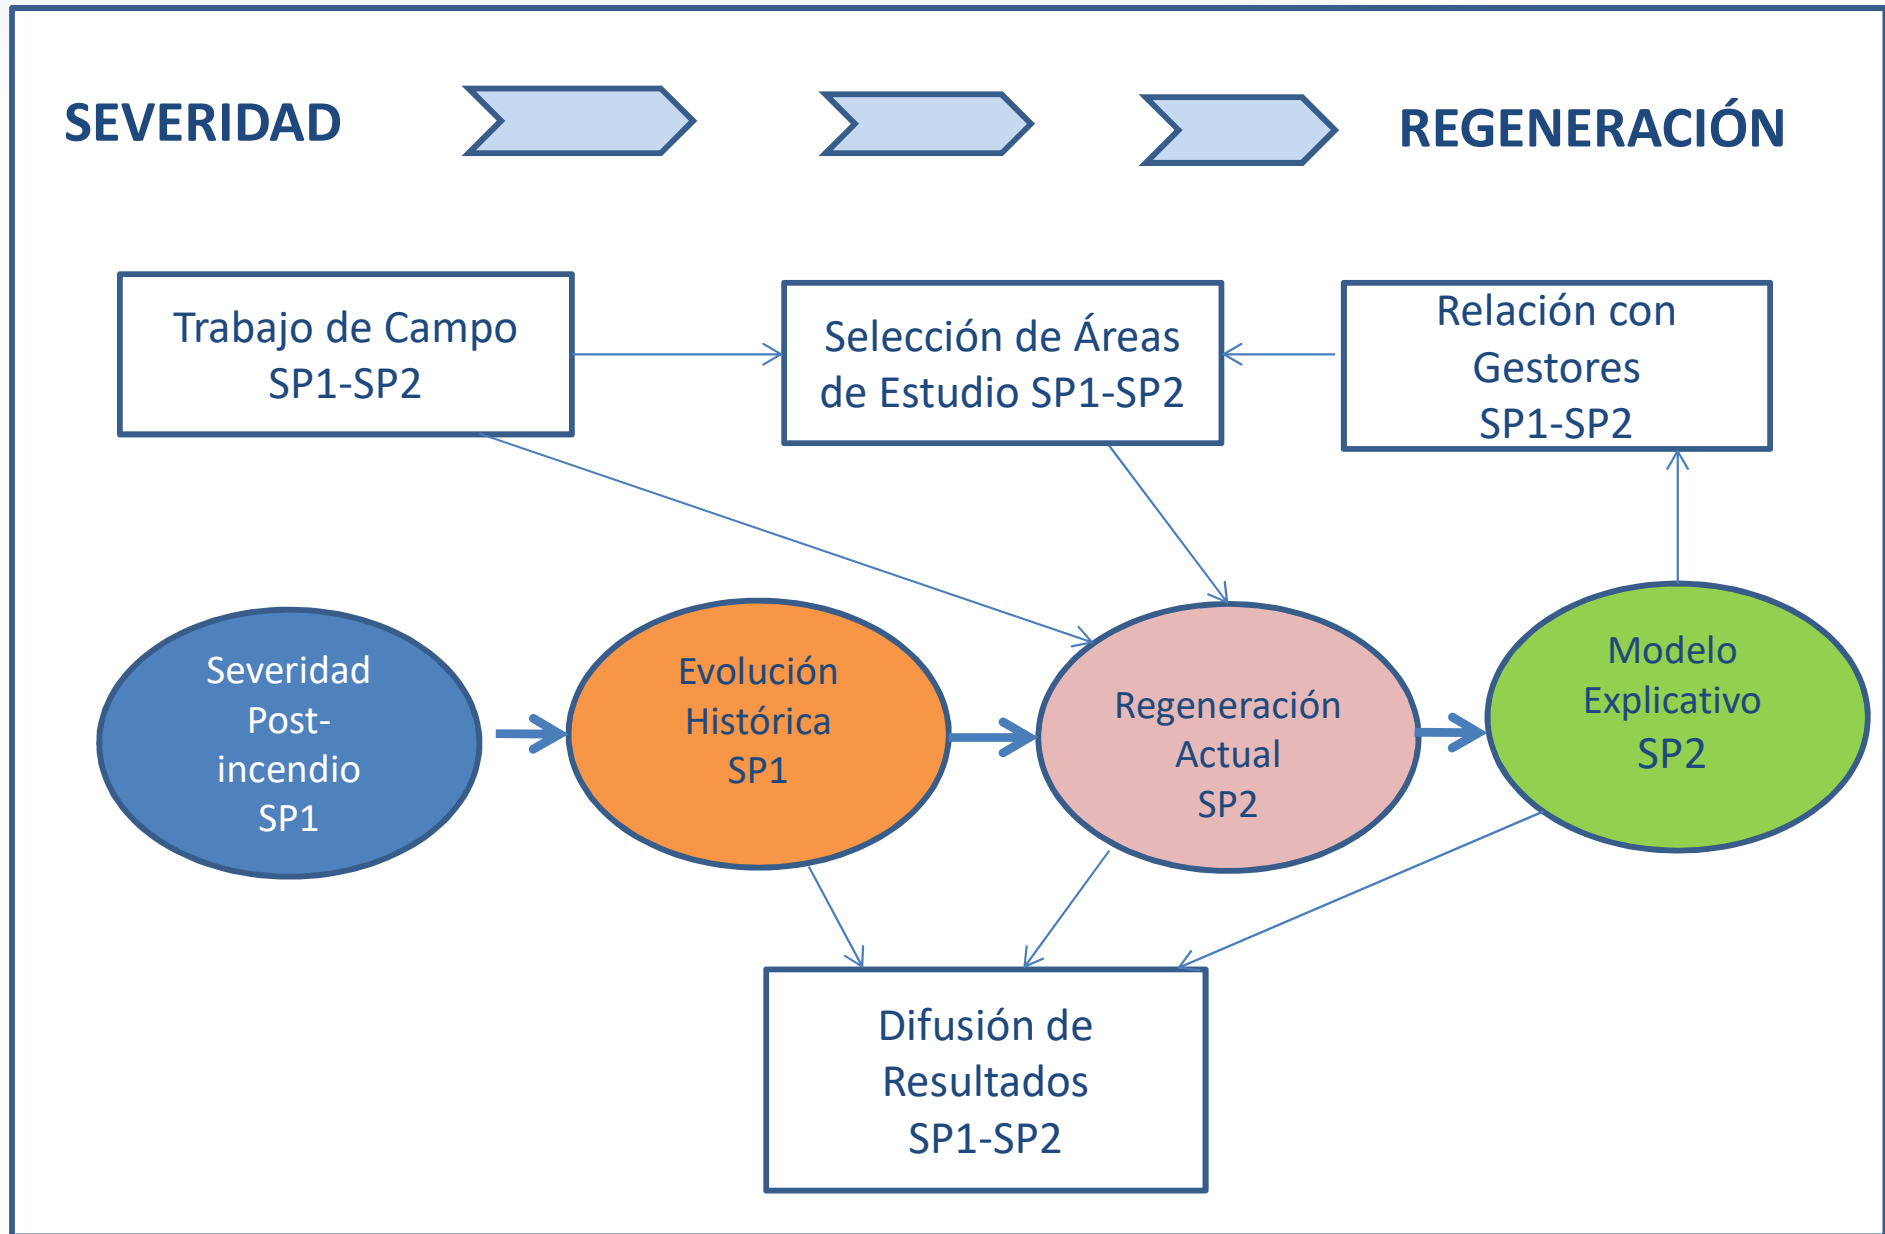 SEVERIDAD
REGENERACIÓN
Trabajo de Campo
SP1-SP2
Selección de Áreas
de Estudio SP1-SP2
Relación con
Gestores
SP1-SP2
Severidad
Post-
incendio
SP1
Evolución
Histórica
SP1
Regeneración
Actual
SP2
Modelo
Explicativo
SP2
Difusión de
Resultados
SP1-SP2